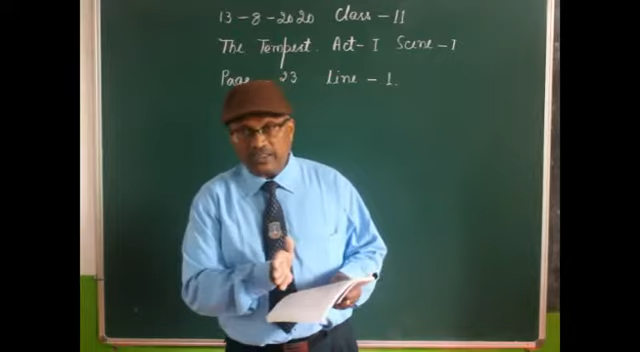 13-8-2020 Class-11
The Tempest. Act-I Scene-1
Page 23 Line-1.